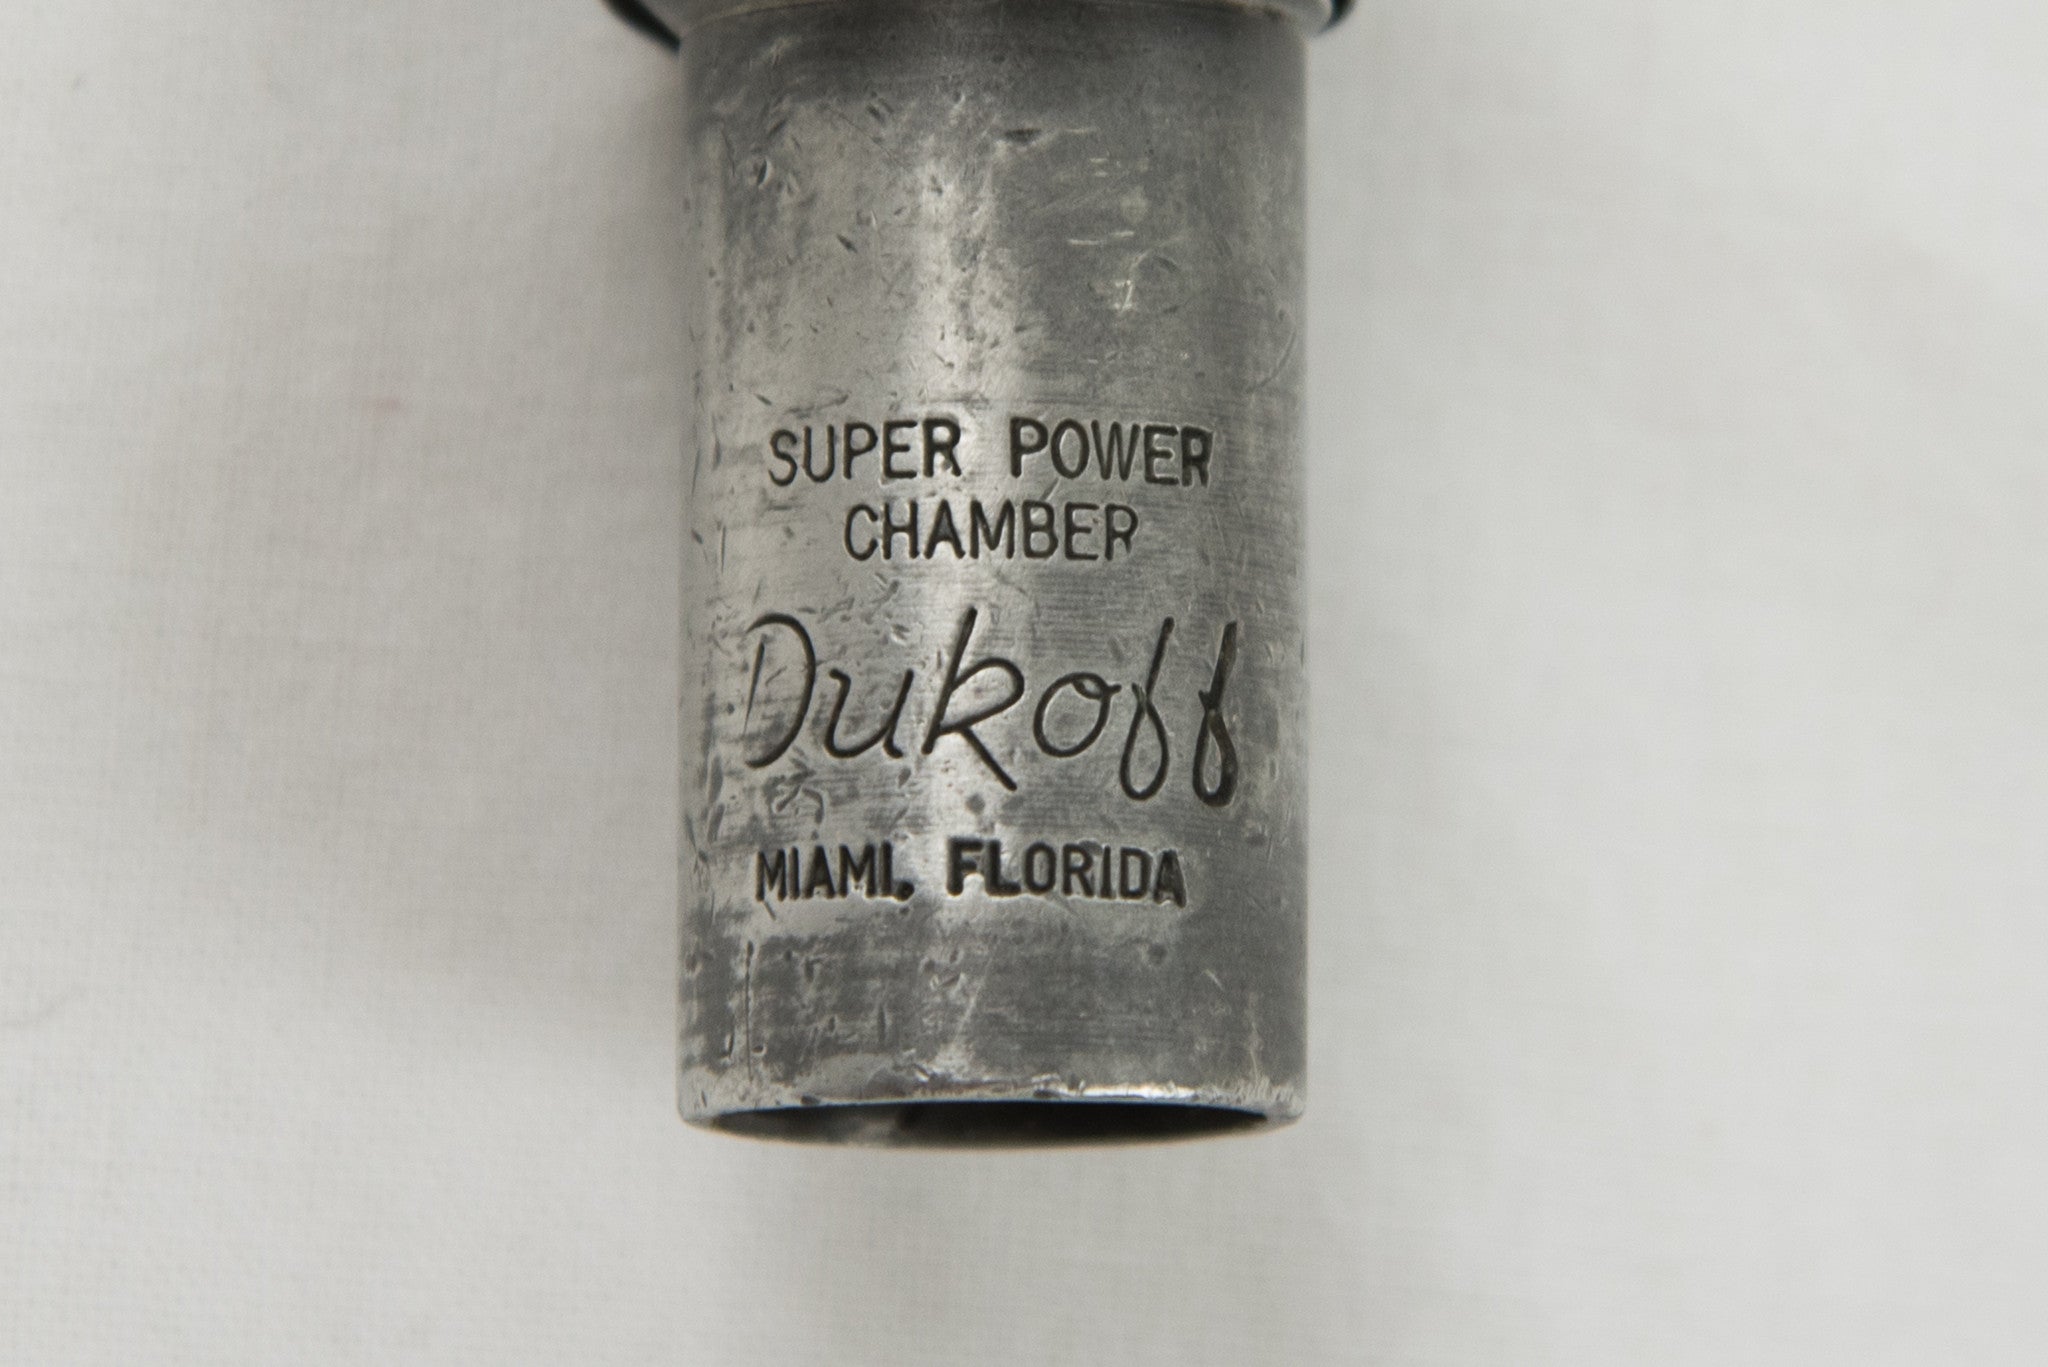 SUPER POWER
CHAMBER
Dukoff
MIAMI, FLORIDA